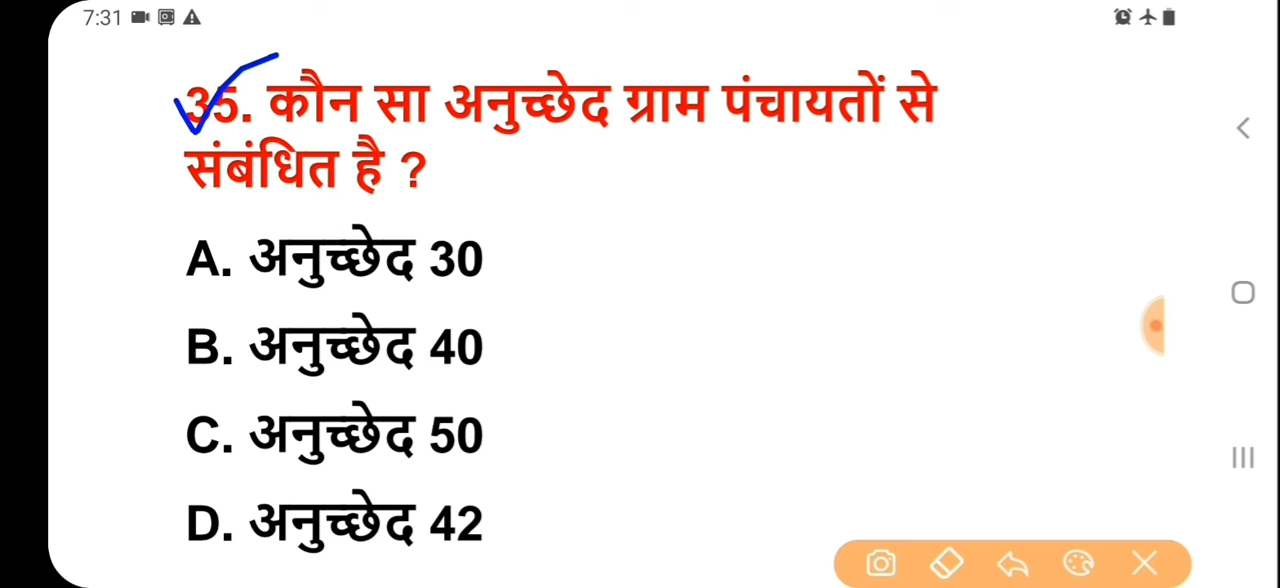 7:31
35. कौन सा अनुच्छेद ग्राम पंचायतों से
संबंधित है ?
A. अनुच्छेद 30
B. अनुच्छेद 40
C. अनुच्छेद 50
D. अनुच्छेद 42